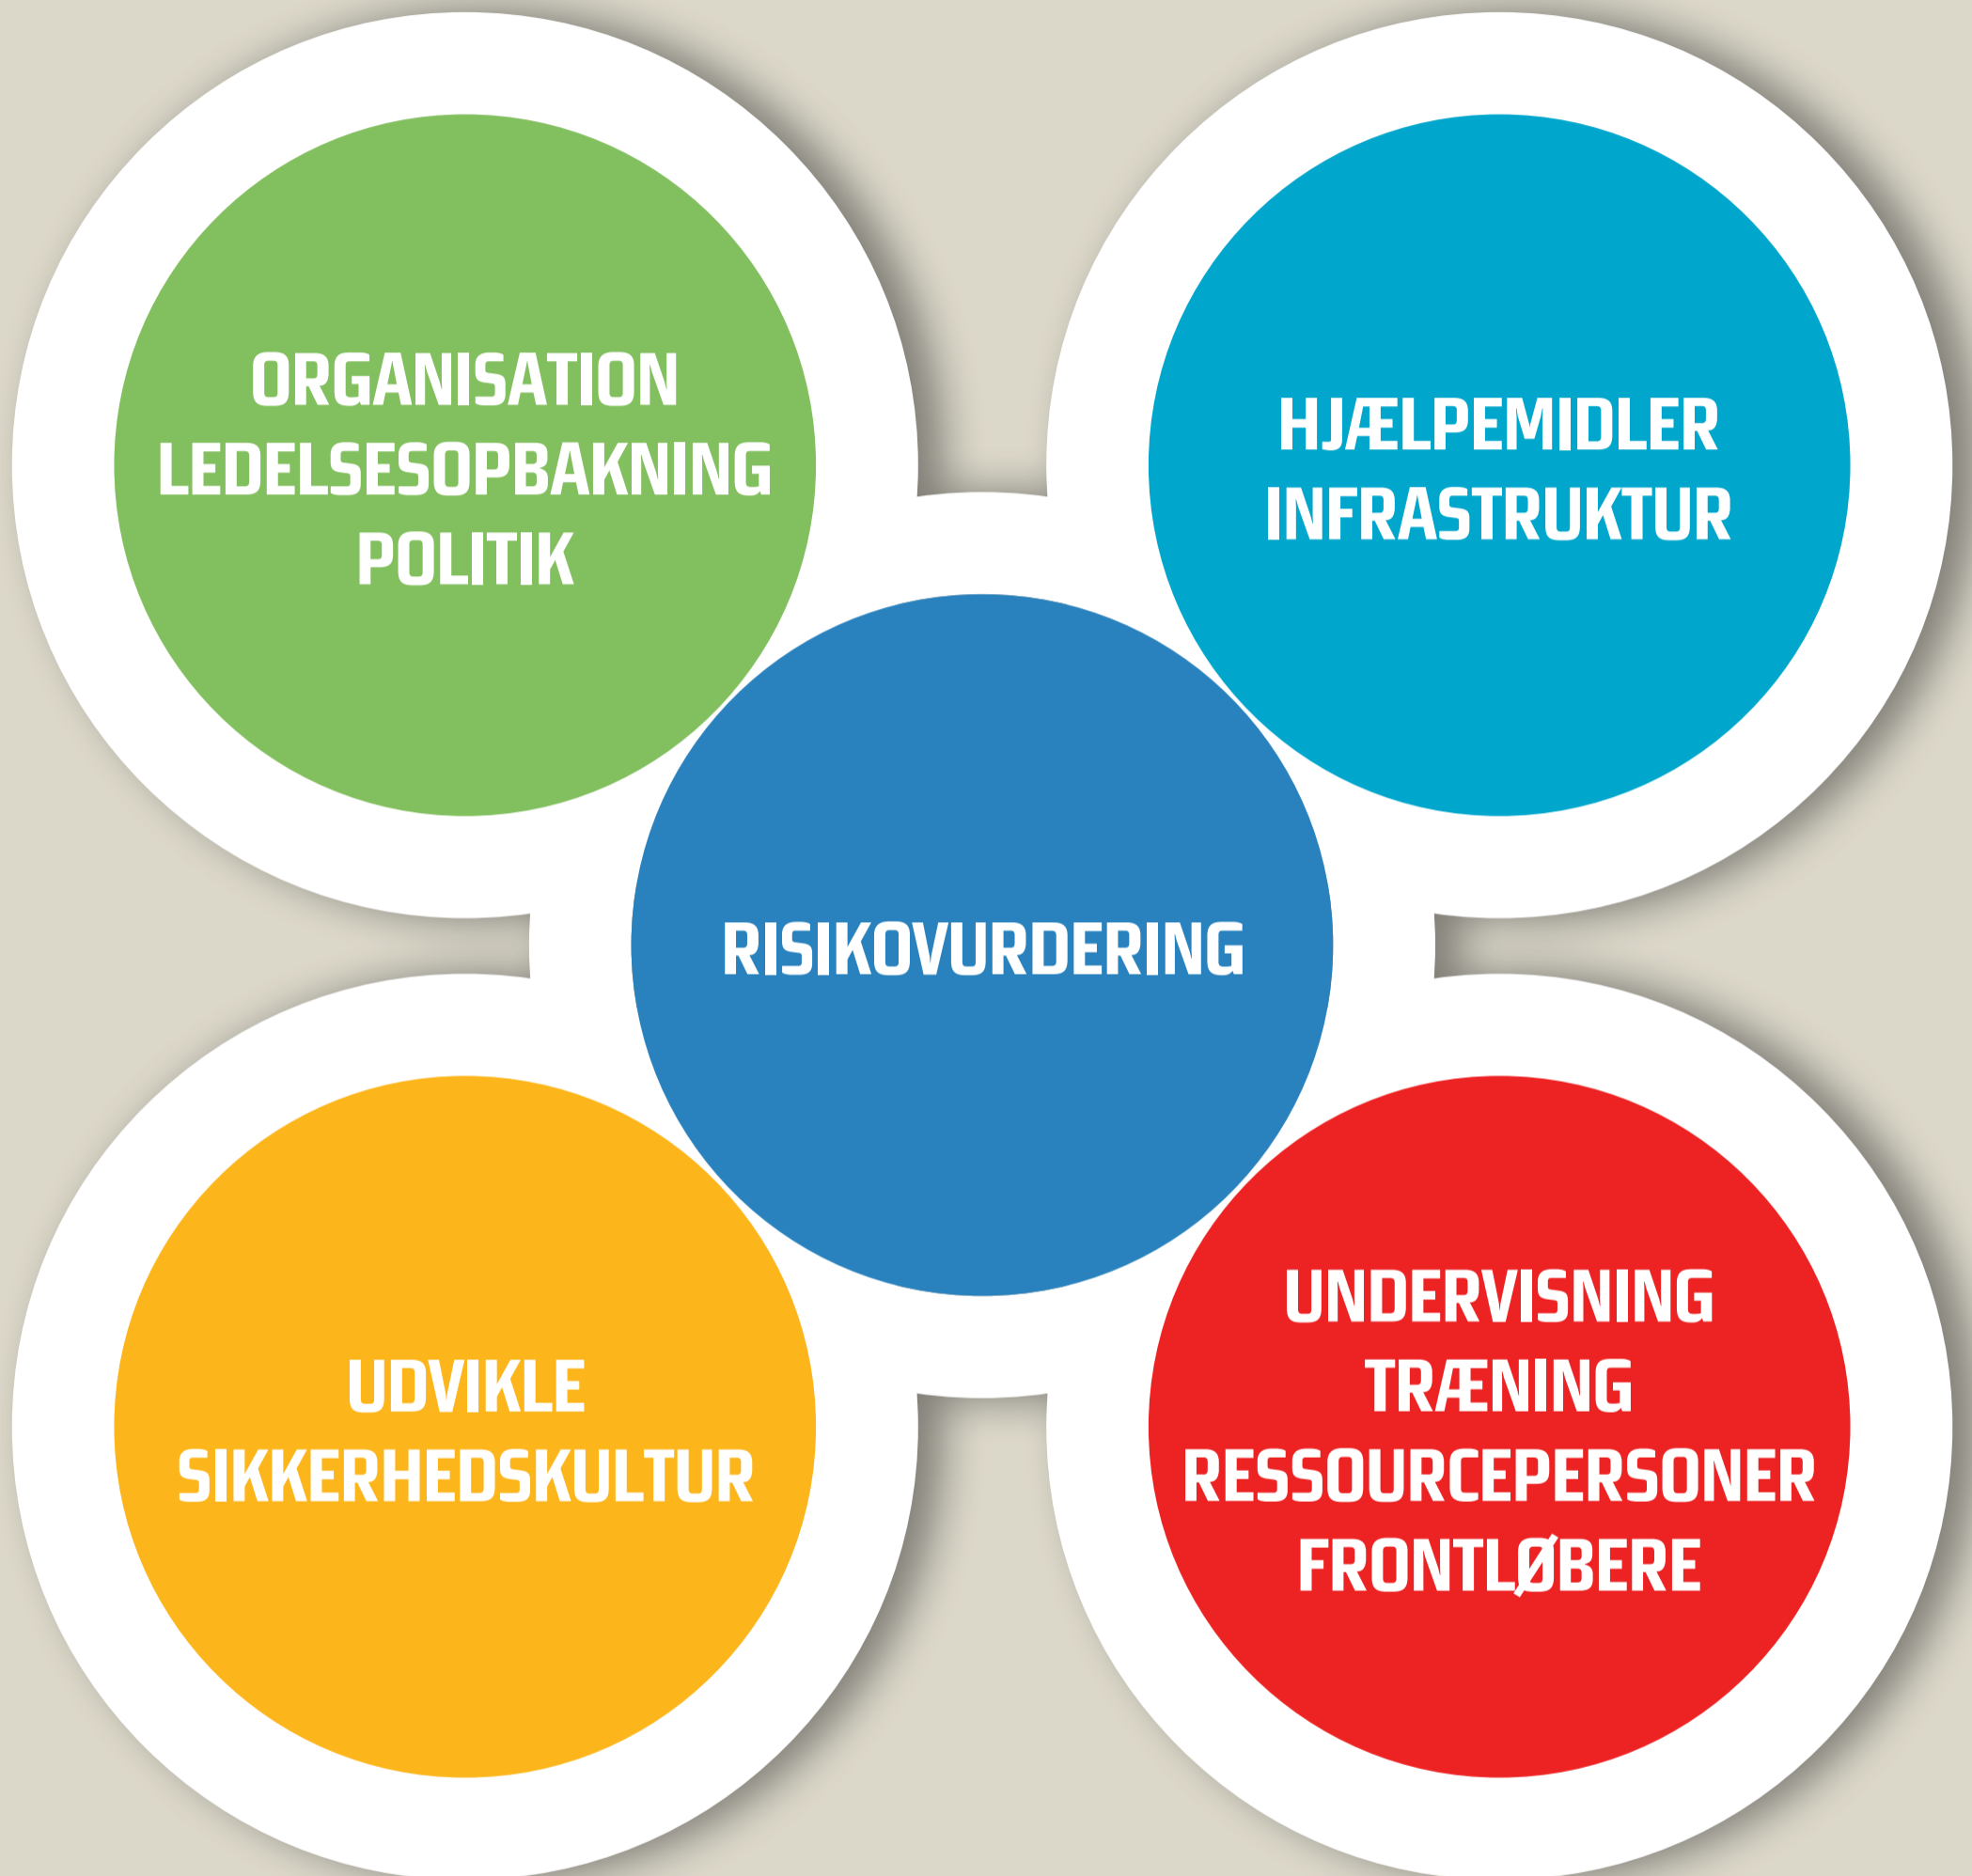 ORGANISATION
LEDELSESOPBAKNING
POLITIK
HJÆLPEMIDLER
INFRASTRUKTUR
RISIKOVURDERING
UDVIKLE
SIKKERHEDSKULTUR
UNDERVISNING
TRÆNING
RESSOURCEPERSONER
FRONTLØBERE